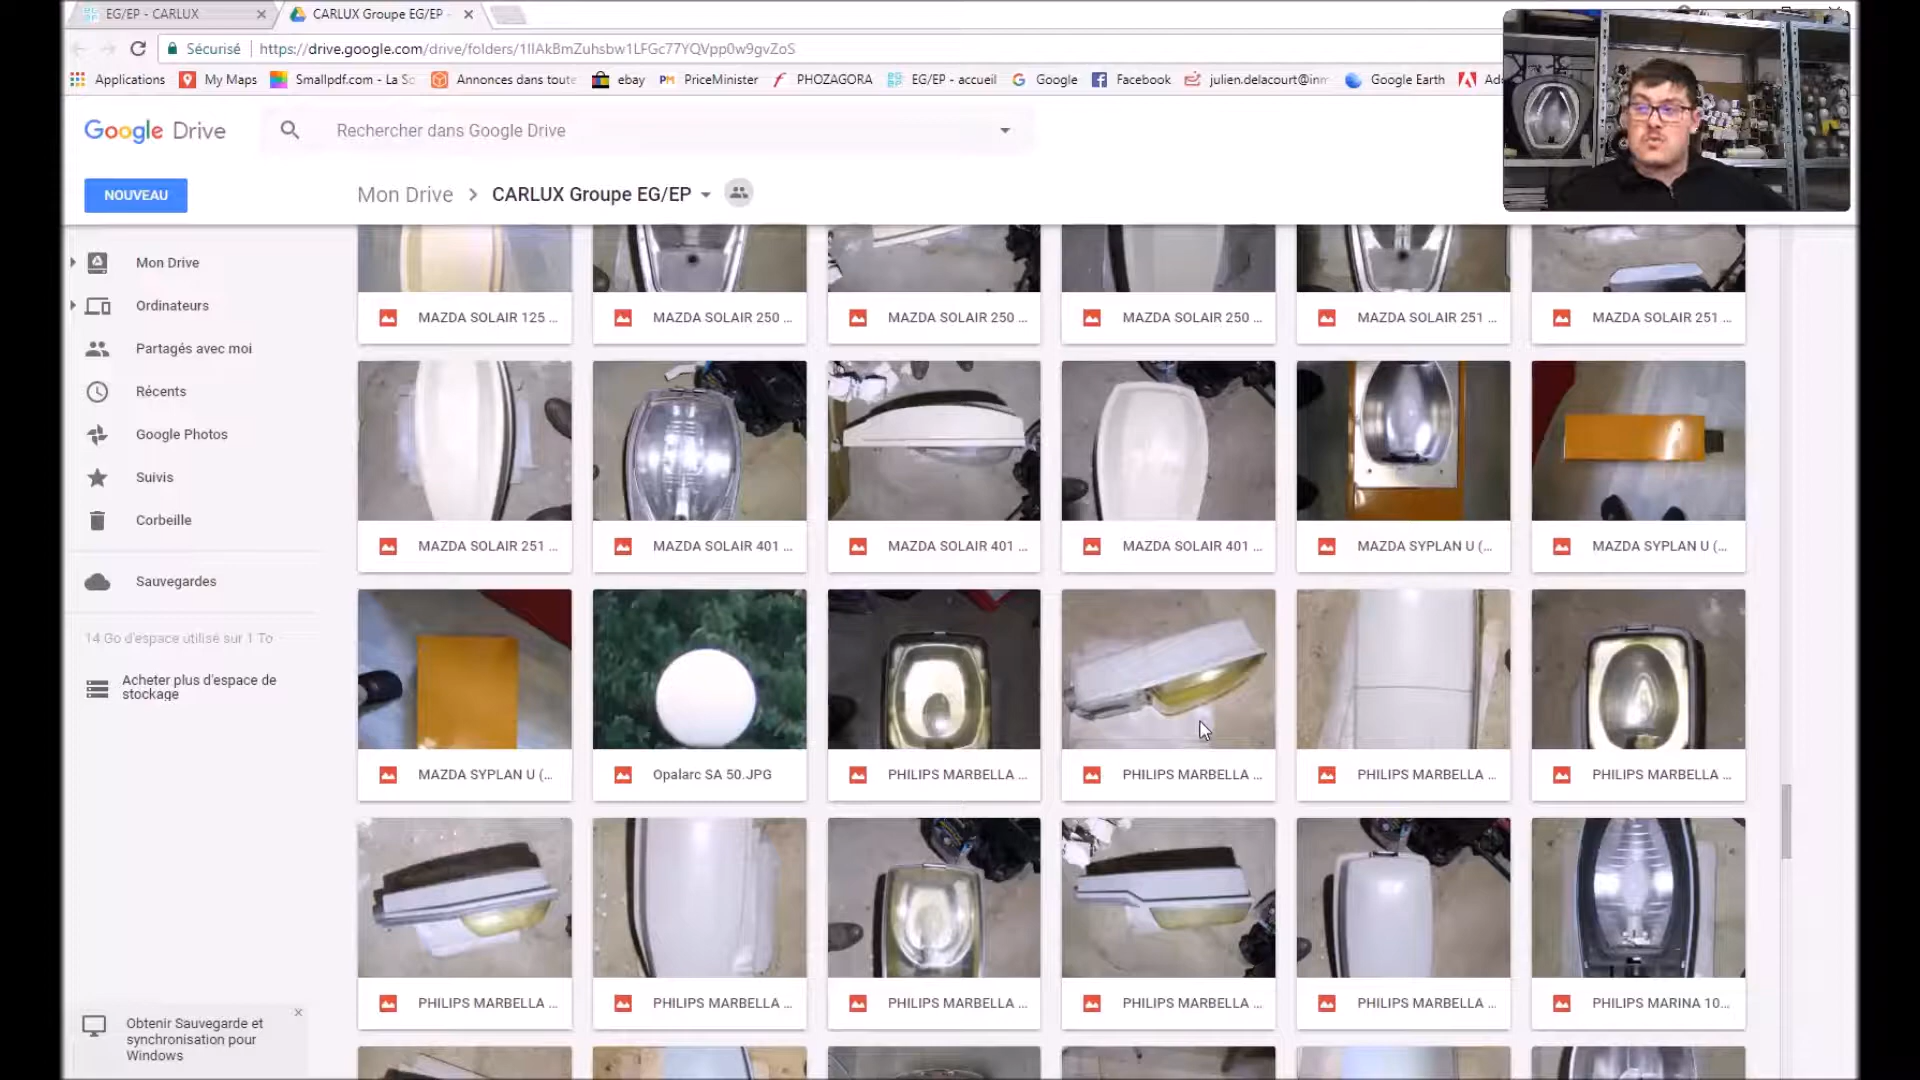 EG/EP - CARLUX
CARLUX Groupe EG/EP -
Sécurisé https://drive.google.com/drive/folders/1IIAkBmZuhsbw1LFGc77YQVpp0w9gvZoS
Applications My Maps Smallpdf.com - La Sc Annonces dans toute ebay PM PriceMinister PHOZAGORA EG/EP - accueil Google Facebook julien.delacourt@inm Google Earth Ad
Google Drive
Rechercher dans Google Drive
NOUVEAU
Mon Drive > CARLUX Groupe EG/EP
Mon Drive
Ordinateurs
Partagés avec moi
Récents
Google Photos
Suivis
Corbeille
Sauvegardes
14 Go d'espace utilisé sur 1 To
Acheter plus d'espace de
stockage
Obtenir Sauvegarde et
synchronisation pour
Windows
MAZDA SOLAIR 125 ...
MAZDA SOLAIR 250 ...
MAZDA SOLAIR 250 ...
MAZDA SOLAIR 250 ...
MAZDA SOLAIR 251 ...
MAZDA SOLAIR 251 ...
MAZDA SOLAIR 251 ...
MAZDA SOLAIR 401 ...
MAZDA SOLAIR 401 ...
MAZDA SOLAIR 401 ...
MAZDA SYPLAN U (...
MAZDA SYPLAN U (...
MAZDA SYPLAN U (...
Opalarc SA 50.JPG
PHILIPS MARBELLA ...
PHILIPS MARBELLA ...
PHILIPS MARBELLA ...
PHILIPS MARBELLA ...
PHILIPS MARBELLA ...
PHILIPS MARBELLA ...
PHILIPS MARBELLA ...
PHILIPS MARBELLA ...
PHILIPS MARBELLA ...
PHILIPS MARINA 10...